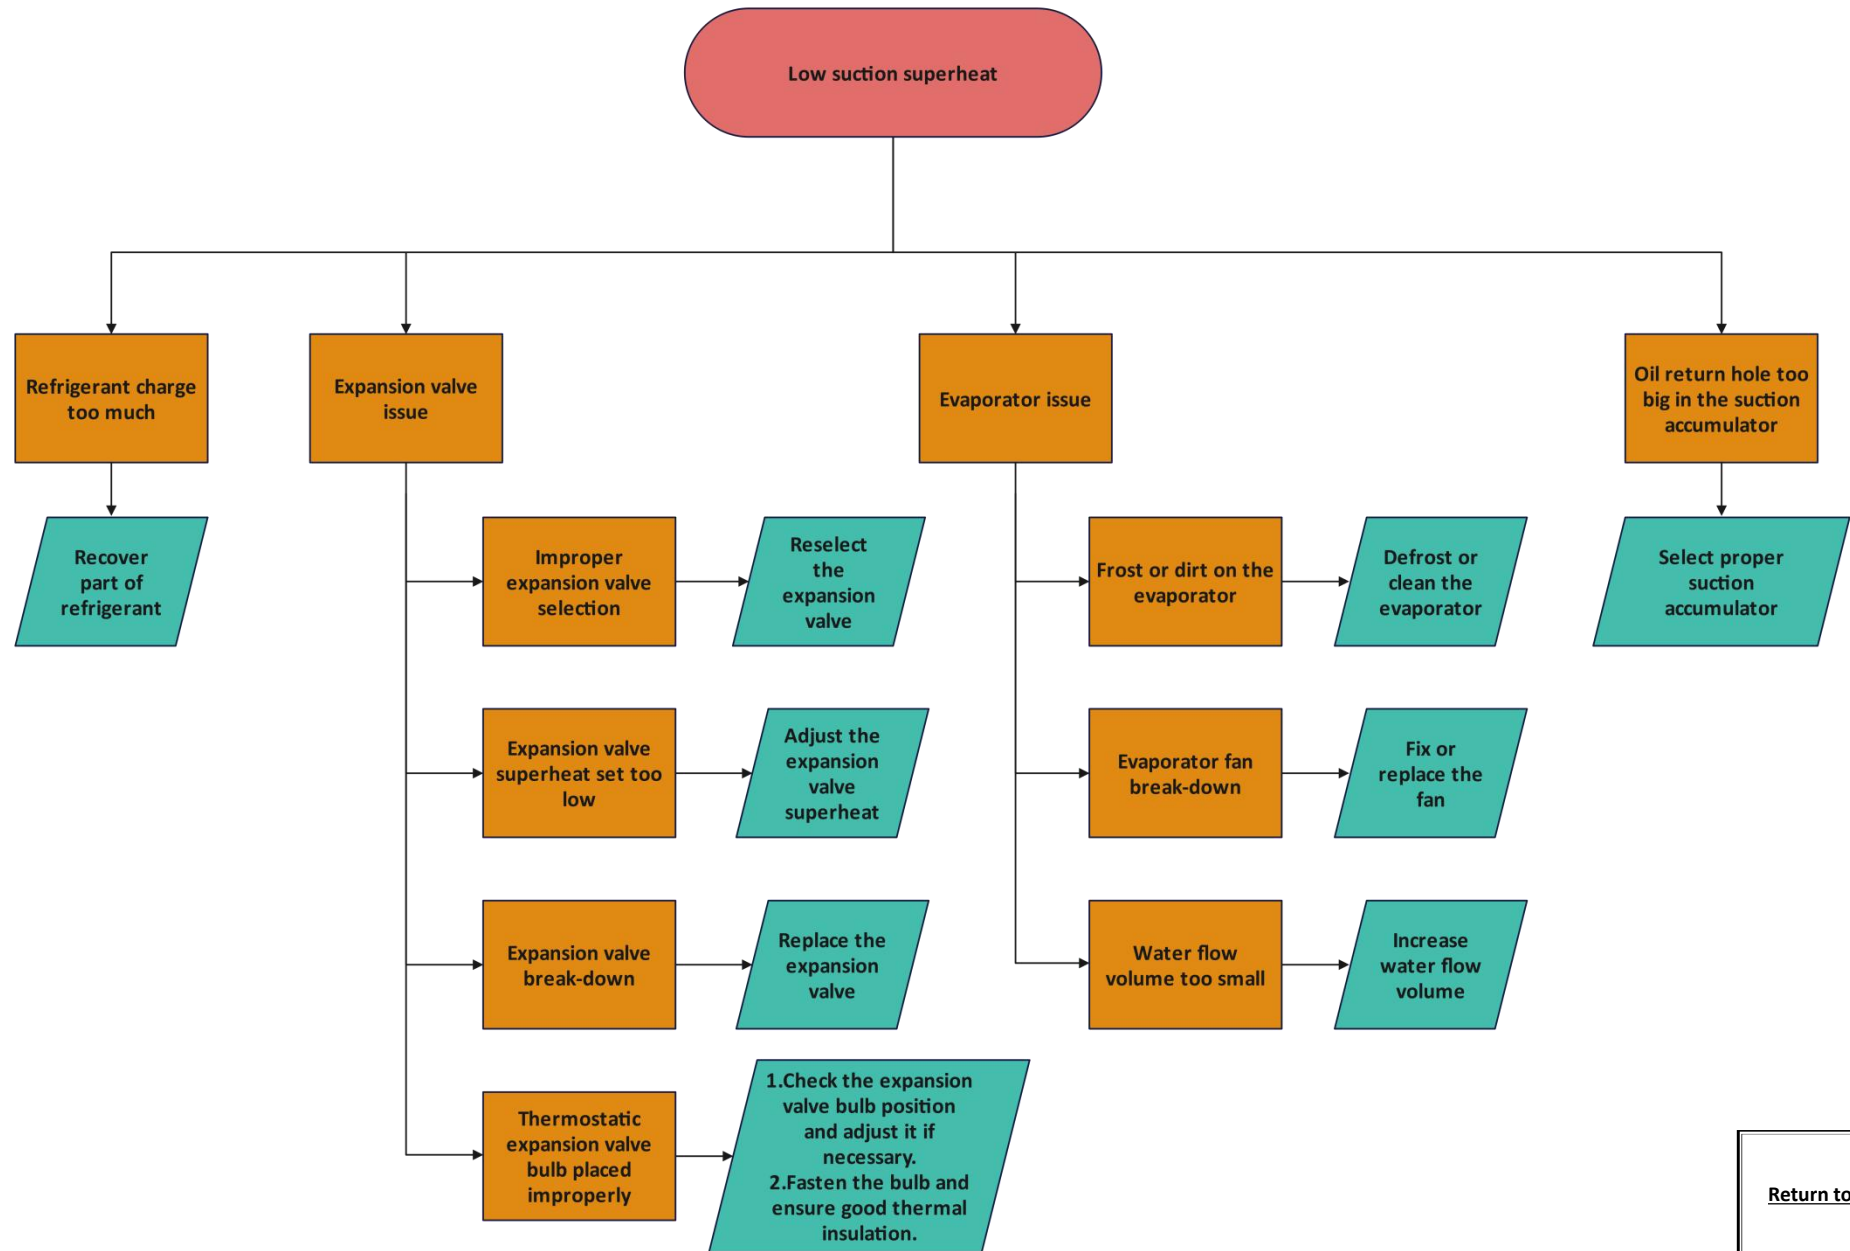 Low suction superheat
Refrigerant charge
too much
Expansion valve
issue
Evaporator issue
Oil return hole too
big in the suction
accumulator
Recover
part of
refrigerant
Improper
expansion valve
selection
Reselect
the
expansion
valve
Frost or dirt on the
evaporator
Defrost or
clean the
evaporator
Select proper
suction
accumulator
Expansion valve
superheat set too
low
Adjust the
expansion
valve
superheat
Evaporator fan
break-down
Fix or
replace the
fan
Expansion valve
break-down
Replace the
expansion
valve
Water flow
volume too small
Increase
water flow
volume
Thermostatic
expansion valve
bulb placed
improperly
1.Check the expansion
valve bulb position
and adjust it if
necessary.
2.Fasten the bulb and
ensure good thermal
insulation.
Return to